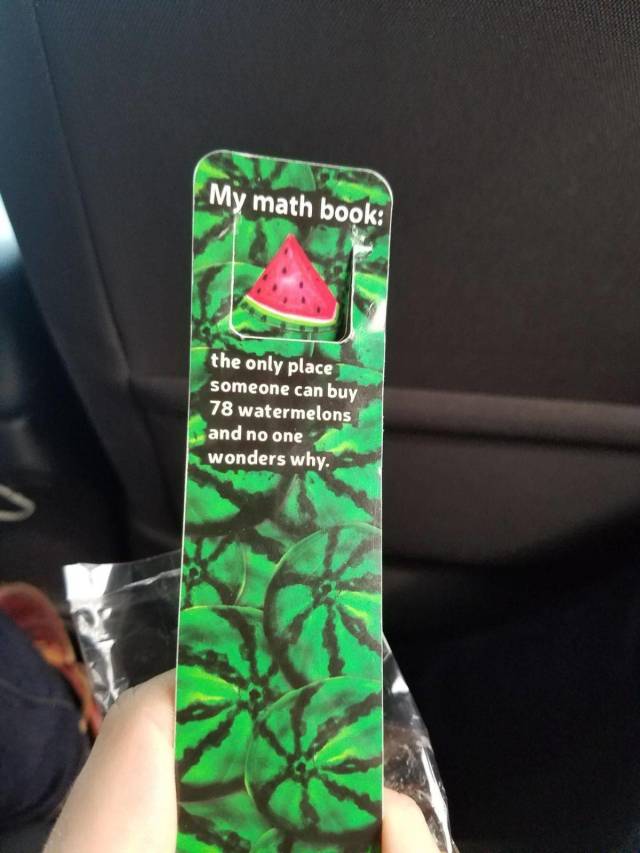 My math book:
the only place
someone can buy
78 watermelons
and no one
wonders why.